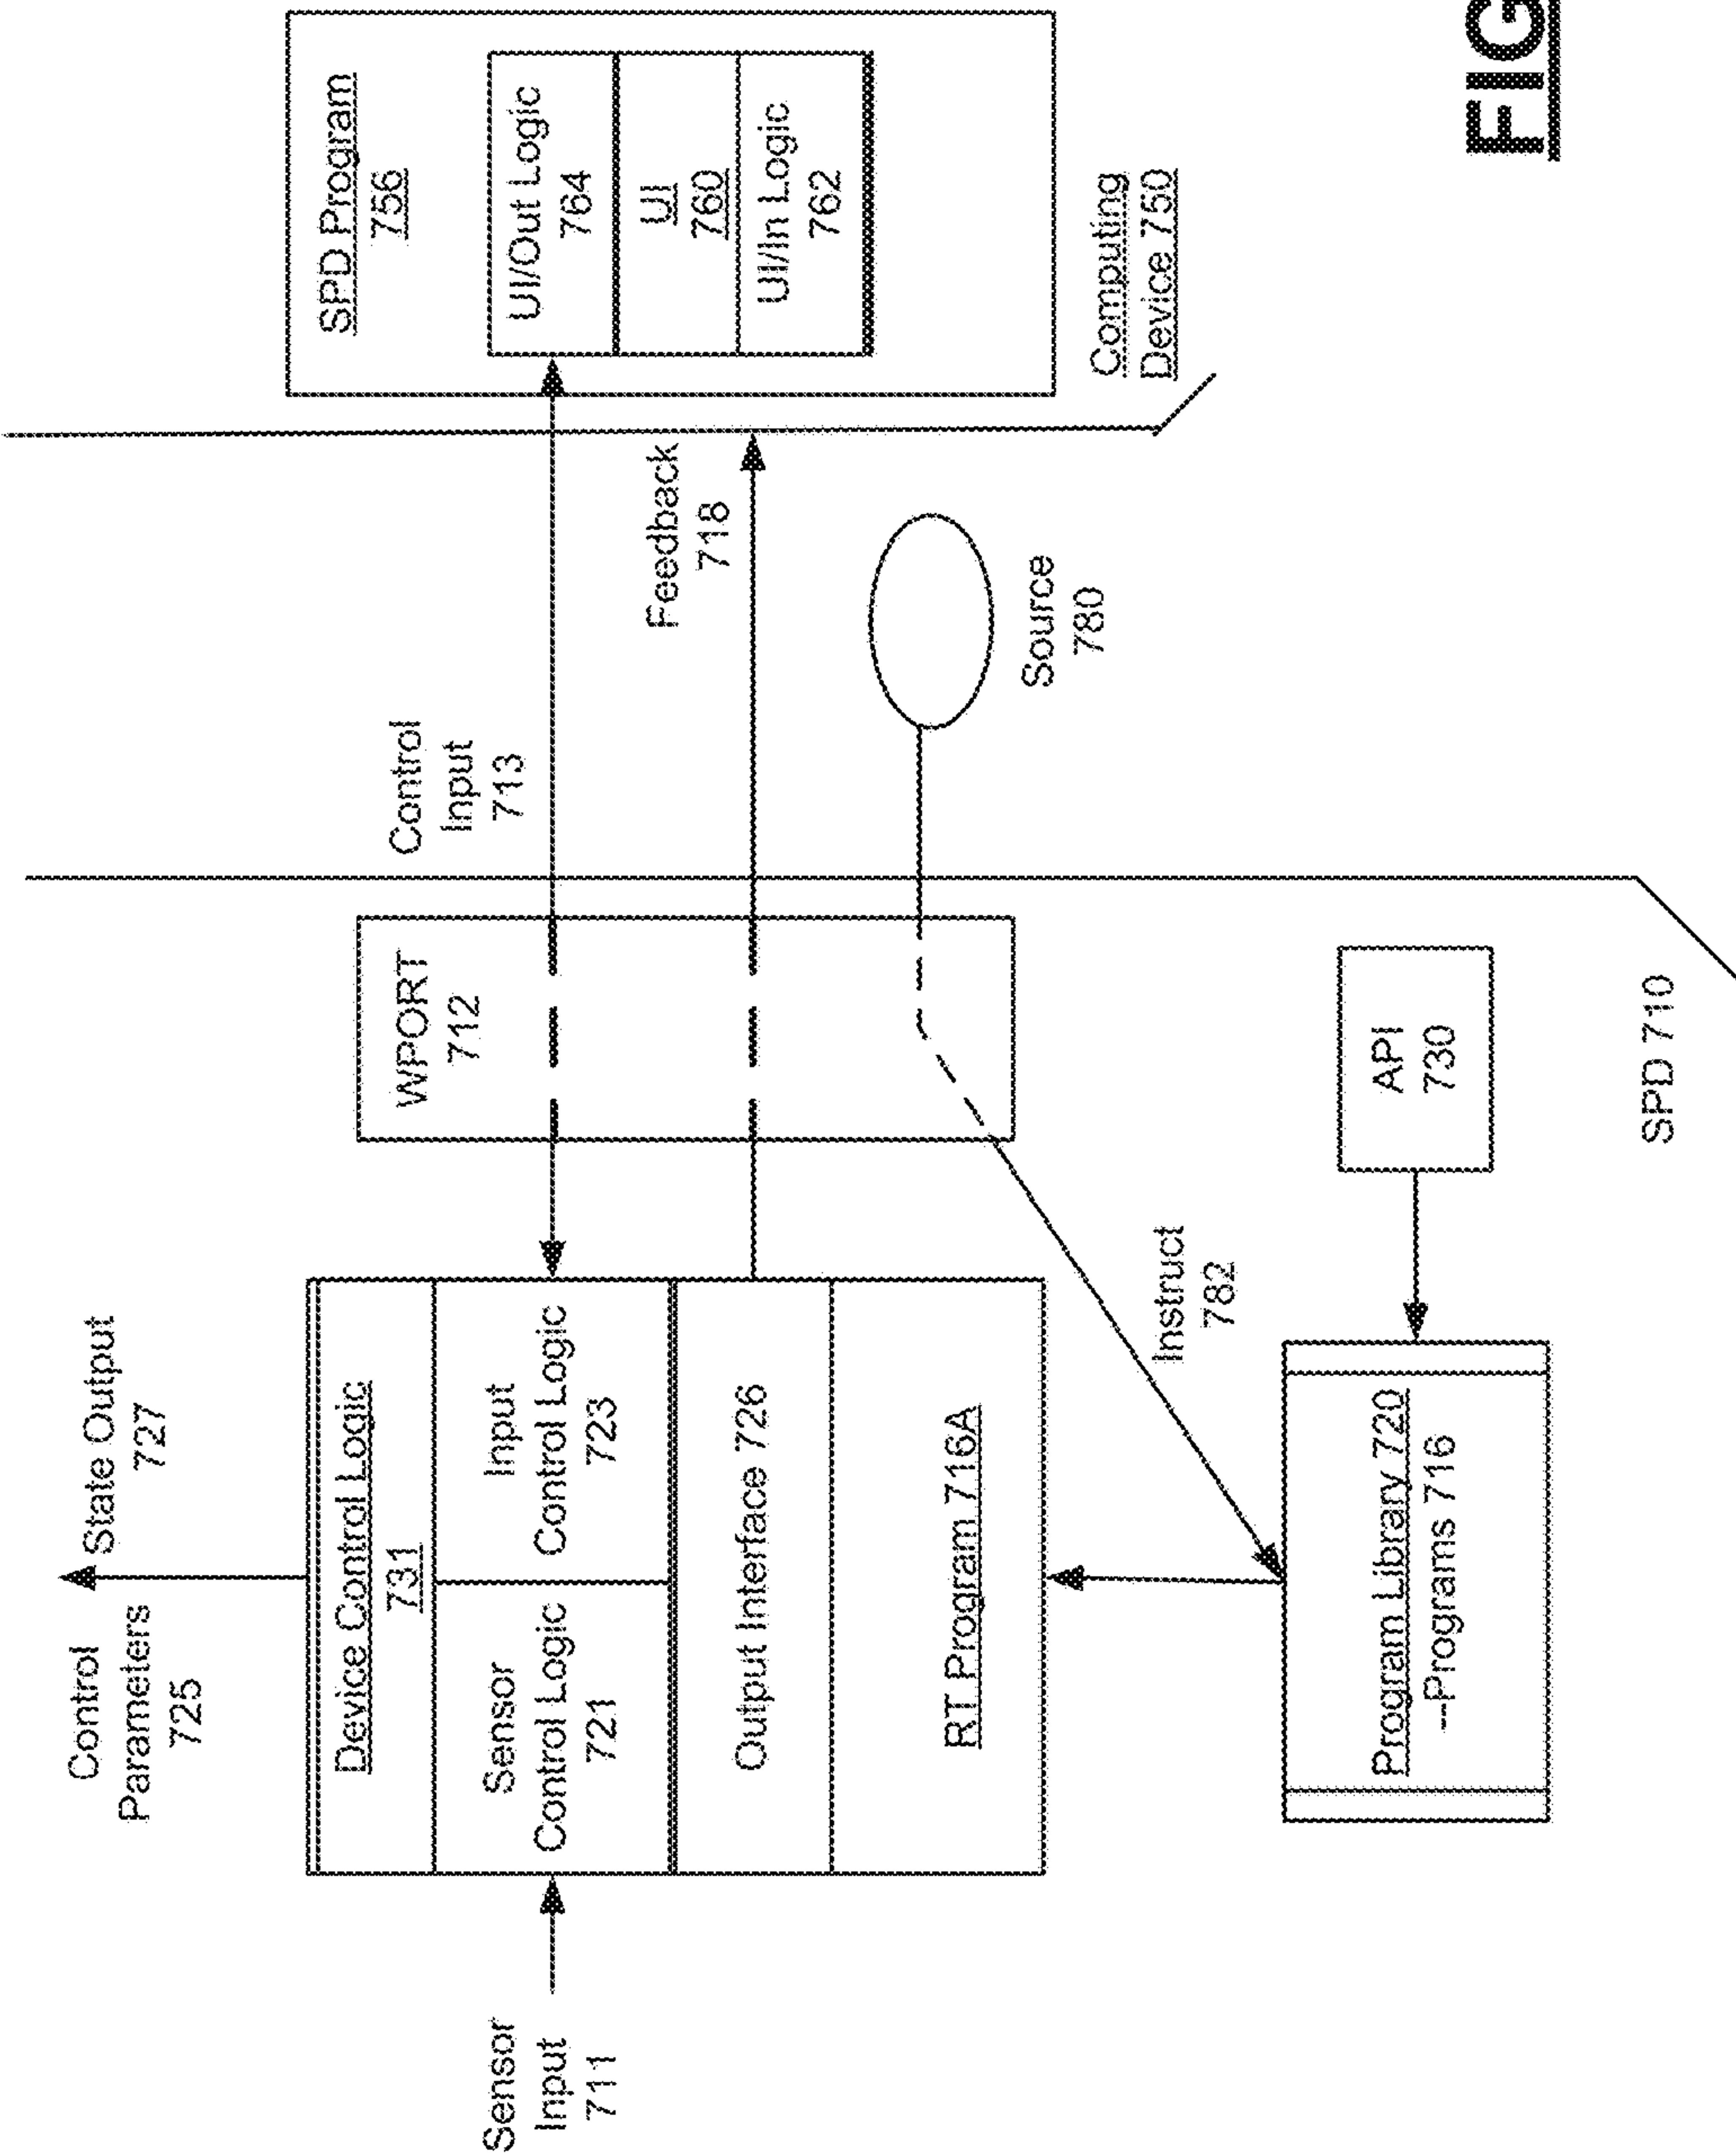 Control
Parameters
725
State Output
727
Sensor
Input
711
Device Control Logic
731
Sensor
Control Logic
721
Input
Control Logic
723
Output Interface 726
RT Program 716A
Program Library 720
--Programs 716
Instruct
782
WPORT
712
API
730
SPD 710
Control
Input
713
Feedback
718
Source
780
SPD Program
756
UI/Out Logic
764
UI
760
UI/In Logic
762
Computing
Device 750
FIG